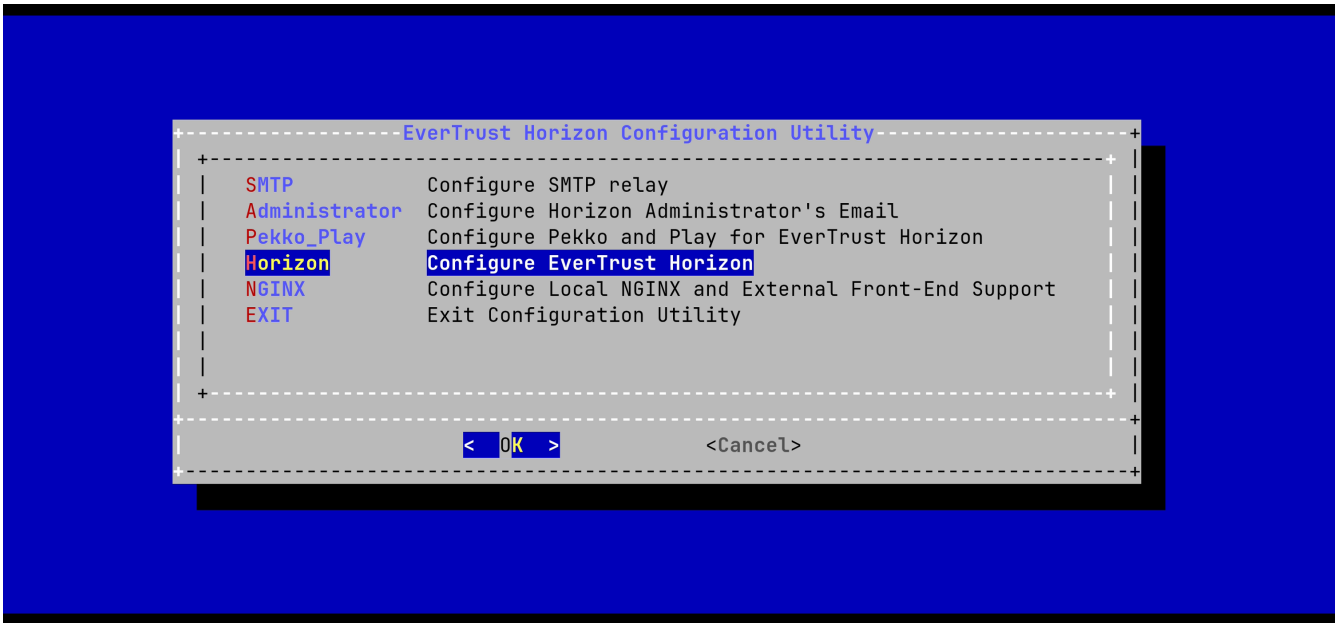 EverTrust Horizon Configuration Utility
SMTP Configure SMTP relay
Administrator Configure Horizon Administrator's Email
Pekko_Play Configure Pekko and Play for EverTrust Horizon
Horizon Configure EverTrust Horizon
NGINX Configure Local NGINX and External Front-End Support
EXIT Exit Configuration Utility
< OK > <Cancel>